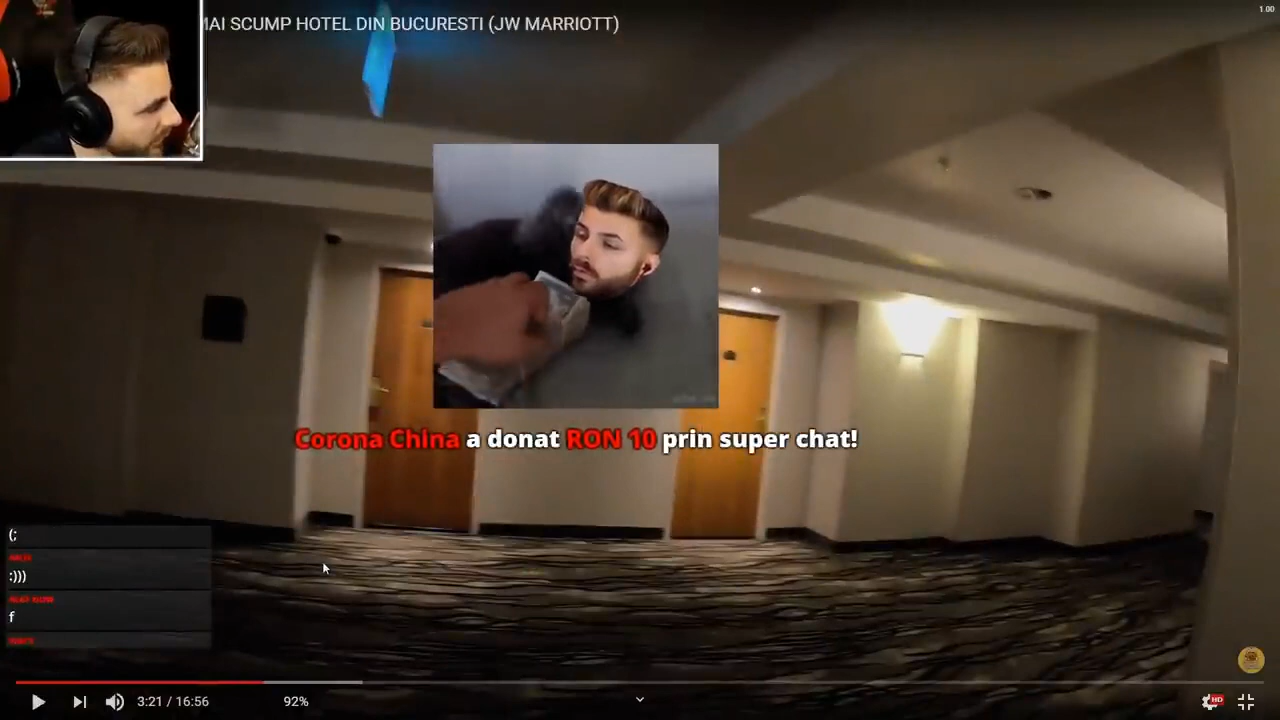 MAI SCUMP HOTEL DIN BUCURESTI (JW MARRIOTT)
1.00
Corona China a donat RON 10 prin super chat!
(;
:)))
f
3:21 / 16:56
92%
HD